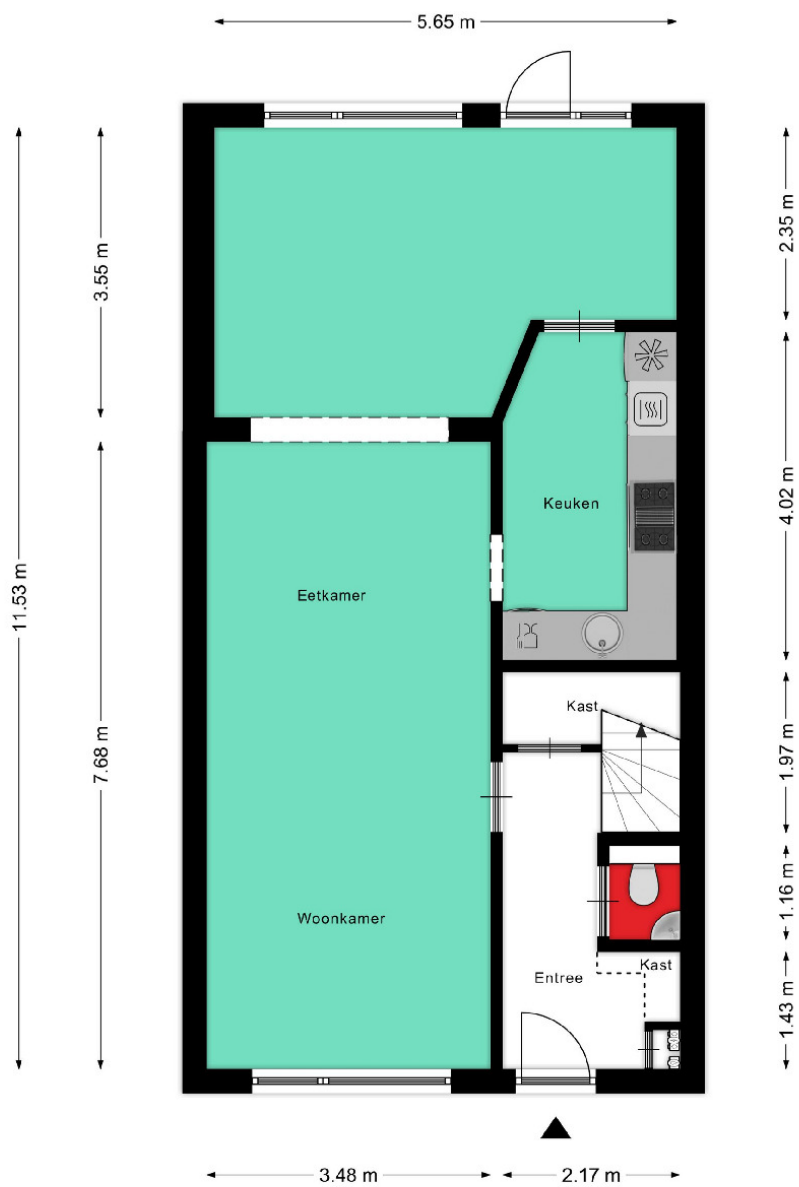 5.65 m
3.55 m
2.35 m
11.53 m
7.68 m
4.02 m
Keuken
Eetkamer
Kast
1.97 m
Woonkamer
1.16 m
Kast
Entree
1.43 m
3.48 m
2.17 m